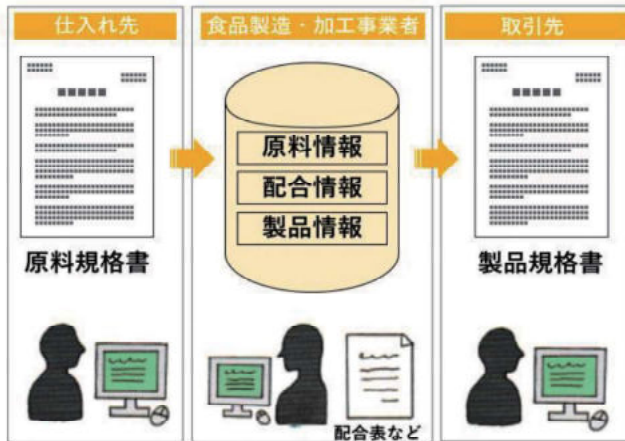 仕入れ先
原料規格書
食品製造・加工事業者
原料情報
配合情報
製品情報
配合表など
取引先
製品規格書